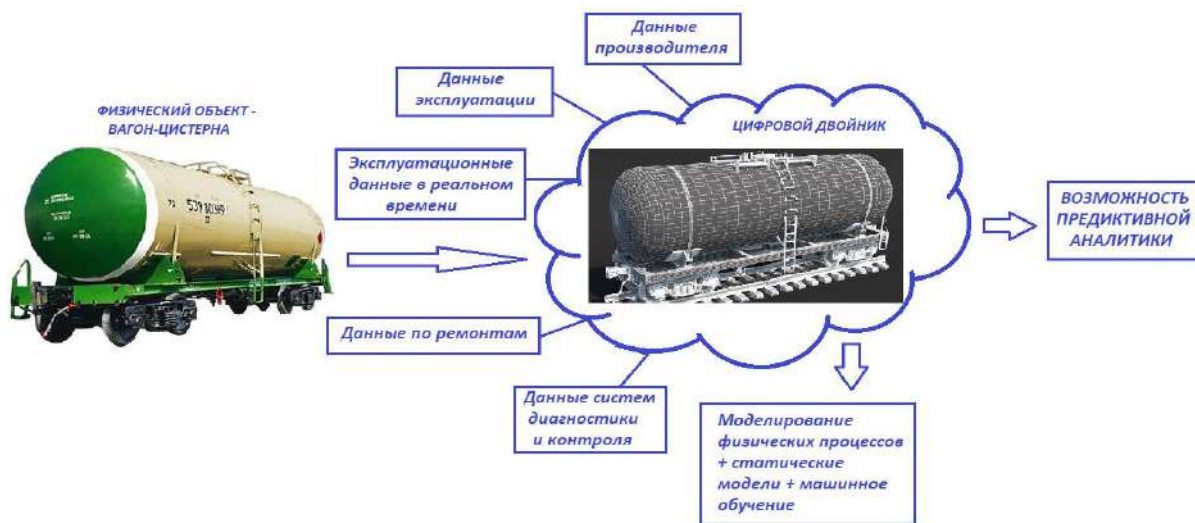 Данные
производителя
Данные
эксплуатации
ФИЗИЧЕСКИЙ ОБЪЕКТ -
ВАГОН-ЦИСТЕРНА
ЦИФРОВОЙ ДВОЙНИК
Эксплуатационные
данные в реальном
времени
ВОЗМОЖНОСТЬ
ПРЕДИКТИВНОЙ
АНАЛИТИКИ
Данные по ремонтам
Данные систем
диагностики
и контроля
Моделирование
физических процессов
+ статические
модели + машинное
обучение